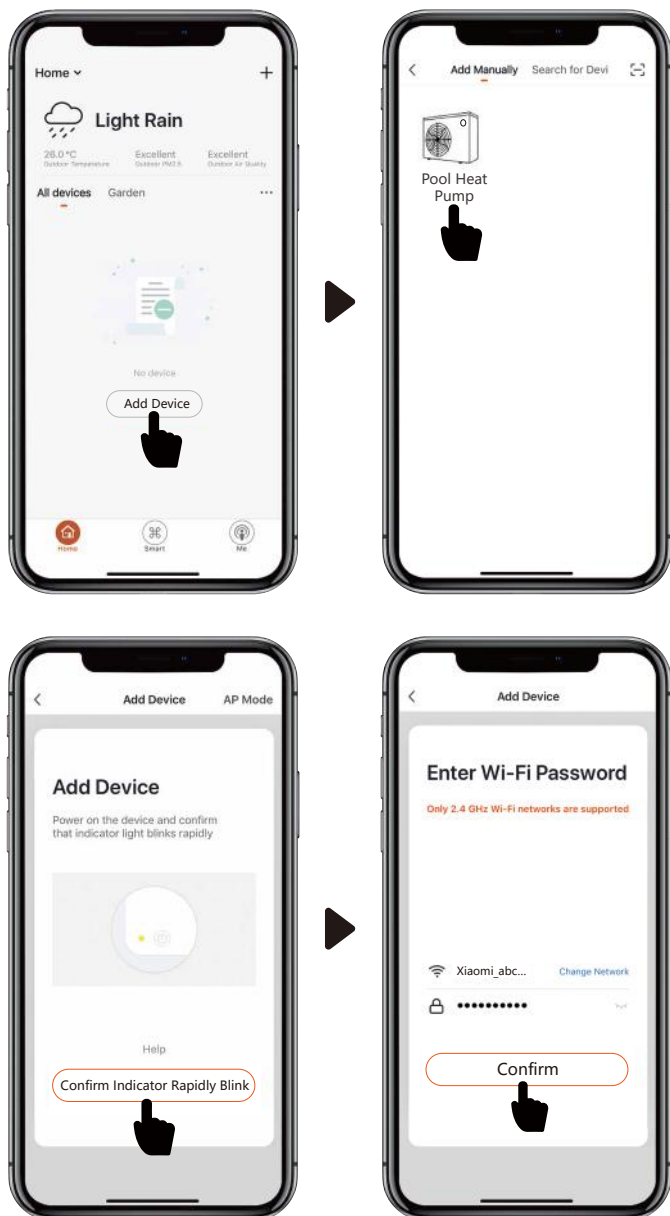 Home
+
Light Rain
26.0 °C Excellent Excellent
Outdoor Temperature Outdoor PM2.5 Outdoor Air Quality
All devices Garden ...
No device
Add Device
Home Smart Me
Add Manually Search for Devi
Pool Heat
Pump
Add Device AP Mode
Add Device
Power on the device and confirm
that indicator light blinks rapidly
Help
Confirm Indicator Rapidly Blink
Add Device
Enter Wi-Fi Password
Only 2.4 GHz Wi-Fi networks are supported
Xiaomi_abc... Change Network
••••••••••
Confirm